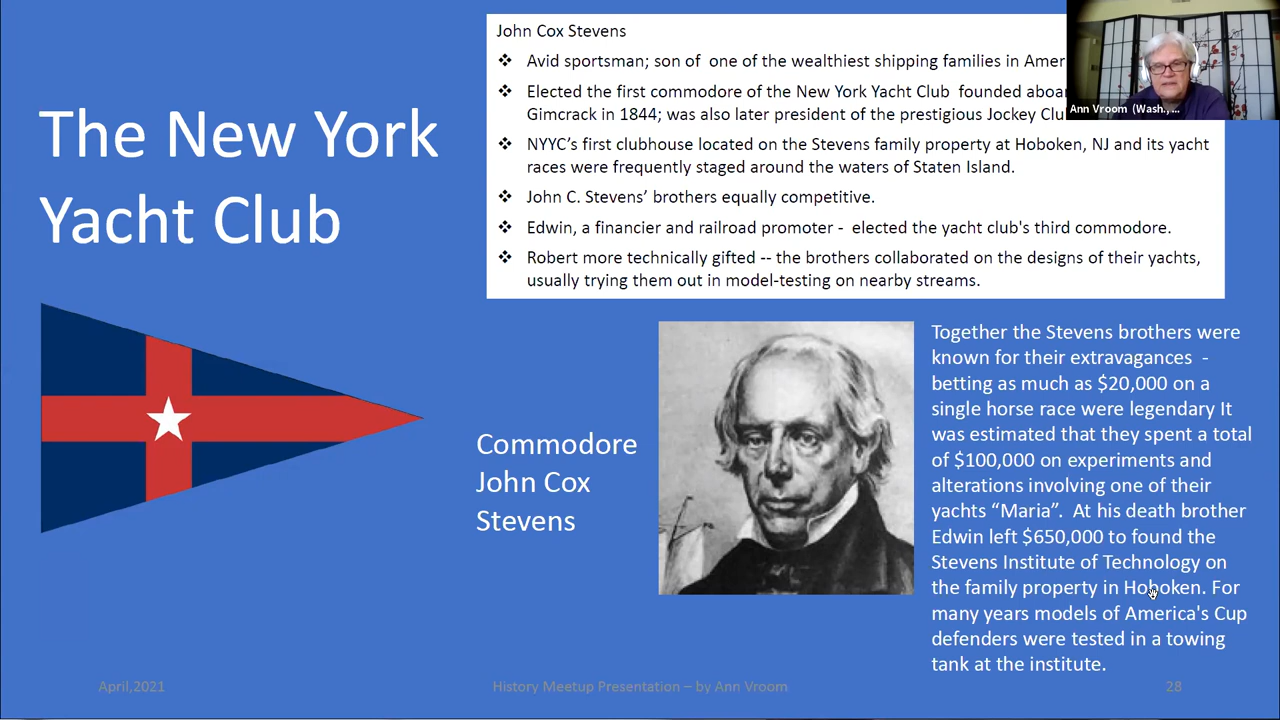 The New York
Yacht Club
John Cox Stevens
❖ Avid sportsman; son of one of the wealthiest shipping families in
❖ Elected the first commodore of the New York Yacht Club founded
Gimcrack in 1844; was also later president of the prestigious Jockey
❖ NYYC's first clubhouse located on the Stevens family property at Hoboken, NJ and its yacht
races were frequently staged around the waters of Staten Island.
❖ John C. Stevens' brothers equally competitive.
❖ Edwin, a financier and railroad promoter - elected the yacht club's third commodore.
❖ Robert more technically gifted -- the brothers collaborated on the designs of their yachts,
usually trying them out in model-testing on nearby streams.
Ann Vroom (Wash.,...
Commodore
John Cox
Stevens
Together the Stevens brothers were
known for their extravagances -
betting as much as $20,000 on a
single horse race were legendary It
was estimated that they spent a total
of $100,000 on experiments and
alterations involving one of their
yachts “Maria”. At his death brother
Edwin left $650,000 to found the
Stevens Institute of Technology on
the family property in Hoboken. For
many years models of America's Cup
defenders were tested in a towing
tank at the institute.
April,2021
History Meetup Presentation – by Ann Vroom
28